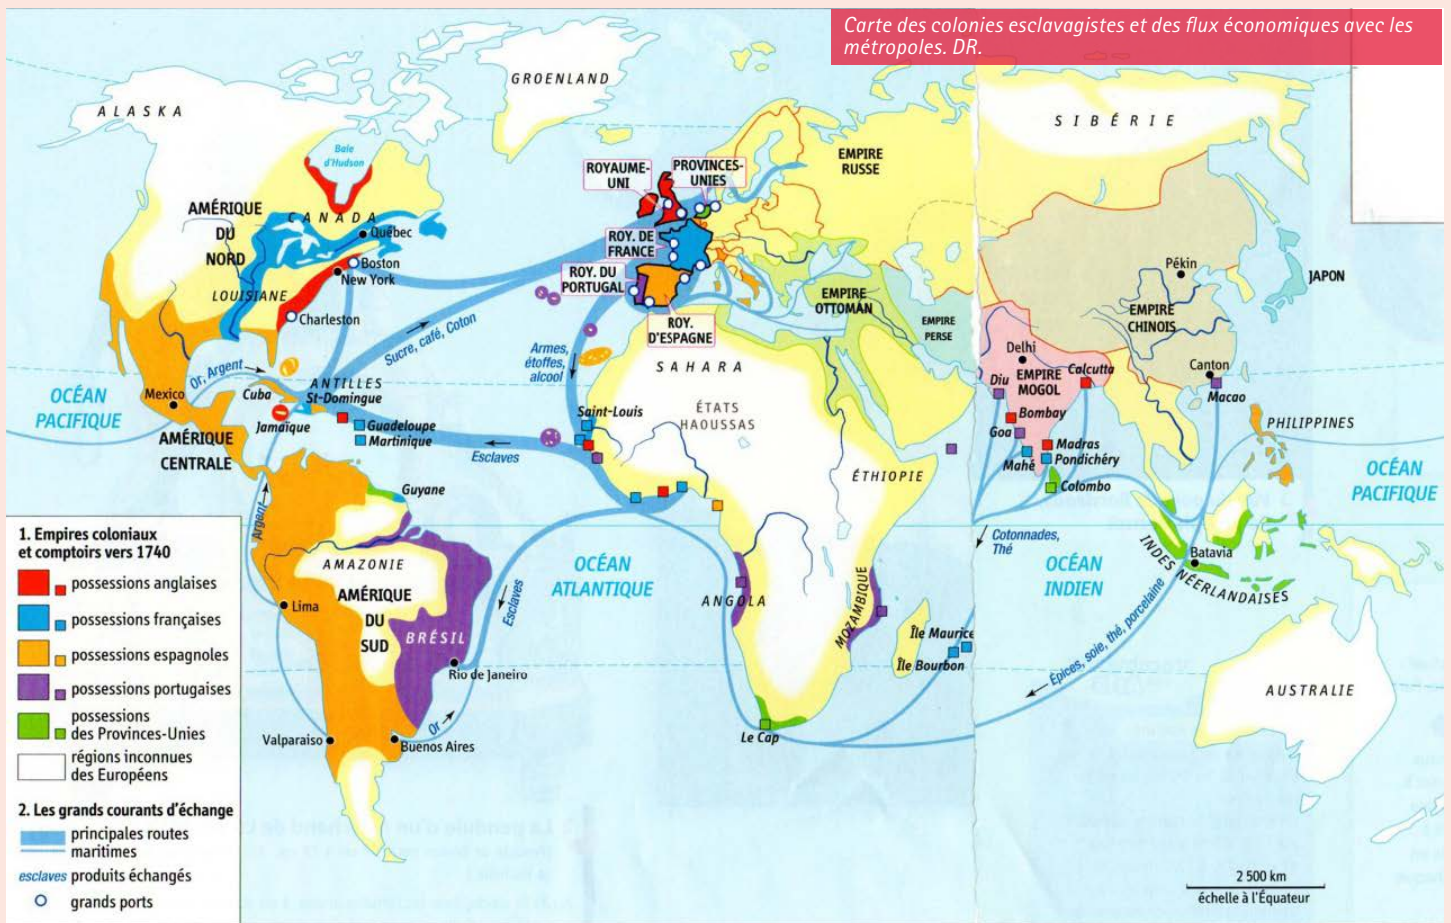 Carte des colonies esclavagistes et des flux économiques avec les
métropoles. DR.
GROENLAND
ALASKA
SIBÉRIE
Baie
d'Hudson
ROYAUME-
UNI
PROVINCES-
UNIES
EMPIRE
RUSSE
AMÉRIQUE
DU
NORD
CANADA
Québec
ROY. DE
FRANCE
Boston
New York
LOUISIANE
ROY. DU
PORTUGAL
Pékin
JAPON
EMPIRE
OTTOMAN
EMPIRE
CHINOIS
Charleston
ROY.
D'ESPAGNE
EMPIRE
PERSE
Sucre, café, Coton
Armes,
étoffes,
alcool
SAHARA
Delhi
EMPIRE
MOGOL
Calcutta
Canton
Macao
Or, Argent
OCÉAN
PACIFIQUE
Mexico
Cuba
ANTILLES
St-Domingue
Jamaïque
Guadeloupe
Martinique
Saint-Louis
ÉTATS
HAOUSSAS
Diu
Bombay
Goa
Madras
Mahé
Pondichéry
Colombo
PHILIPPINES
AMÉRIQUE
CENTRALE
Esclaves
ÉTHIOPIE
OCÉAN
PACIFIQUE
Guyane
Argent
Cotonnades,
Thé
AMAZONIE
OCÉAN
ATLANTIQUE
OCÉAN
INDIEN
Batavia
INDES NÉERLANDAISES
Lima
AMÉRIQUE
DU
SUD
BRÉSIL
Esclaves
ANGOLA
MOZAMBIQUE
Île Maurice
Île Bourbon
Épices, soie, thé, porcelaine
Rio de Janeiro
AUSTRALIE
Valparaiso
Or
Buenos Aires
Le Cap
1. Empires coloniaux
et comptoirs vers 1740
possessions anglaises
possessions françaises
possessions espagnoles
possessions portugaises
possessions
des Provinces-Unies
régions inconnues
des Européens
2. Les grands courants d'échange
principales routes
maritimes
esclaves produits échangés
grands ports
2 500 km
échelle à l'Équateur